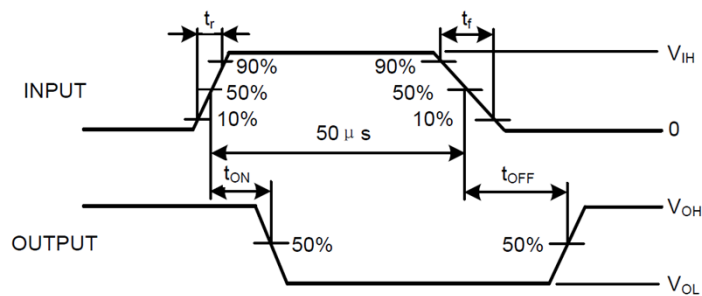 tr
tf
90%
90%
VIH
INPUT
50%
50%
10%
10%
0
50 μ s
tON
tOFF
VOH
OUTPUT
50%
50%
VOL